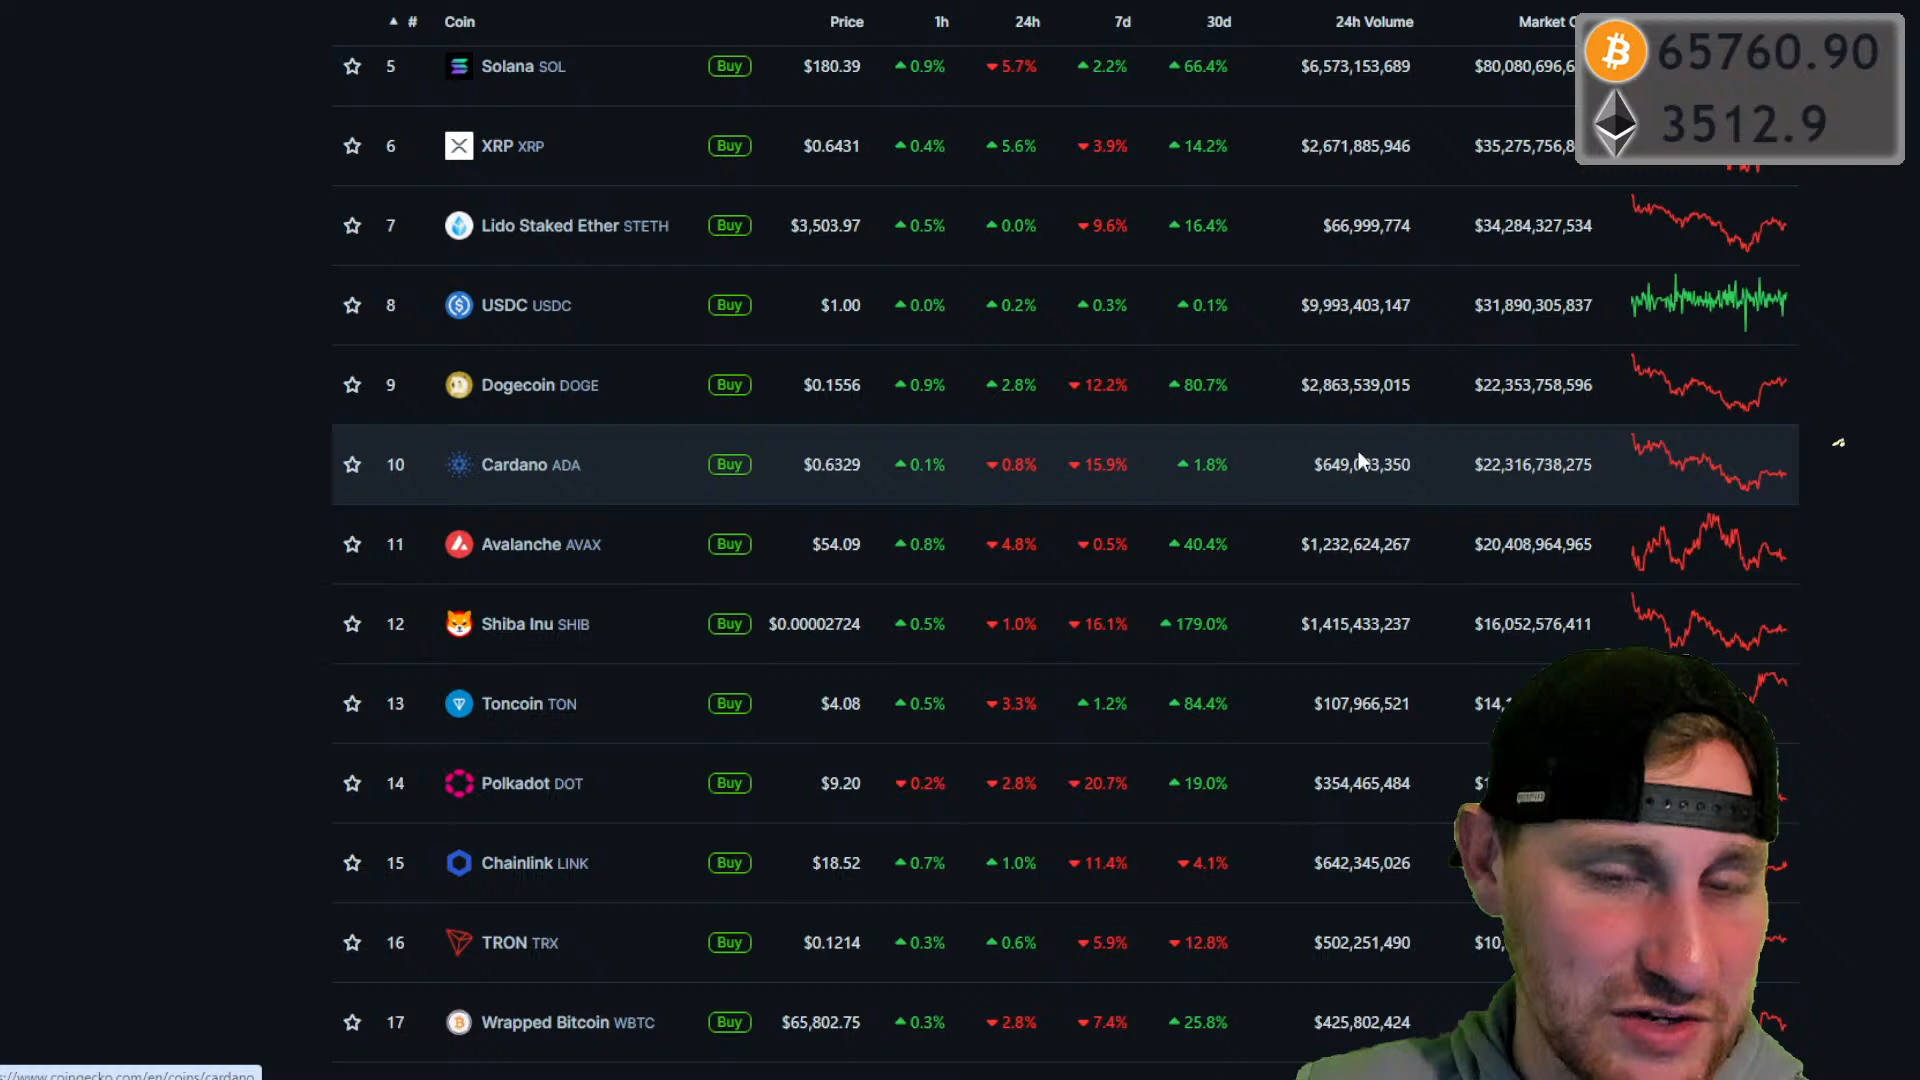 # Coin Price 1h 24h 7d 30d 24h Volume Market
5 Solana SOL Buy $180.39 0.9% 5.7% 2.2% 66.4% $6,573,153,689
6 XRP XRP Buy $0.6431 0.4% 5.6% 3.9% 14.2% $2,671,885,946
7 Lido Staked Ether STETH Buy $3,503.97 0.5% 0.0% 9.6% 16.4% $66,999,774 $34,284,327,534
8 USDC USDC Buy $1.00 0.0% 0.2% 0.3% 0.1% $9,993,403,147 $31,890,305,837
9 Dogecoin DOGE Buy $0.1556 0.9% 2.8% 12.2% 80.7% $2,863,539,015 $22,353,758,596
10 Cardano ADA Buy $0.6329 0.1% 0.8% 15.9% 1.8% $22,316,738,275
11 Avalanche AVAX Buy $54.09 0.8% 4.8% 0.5% 40.4% $1,232,624,267 $20,408,964,965
12 Shiba Inu SHIB Buy $0.00002724 0.5% 1.0% 16.1% 179.0% $1,415,433,237 $16,052,576,411
13 Toncoin TON Buy $4.08 0.5% 3.3% 1.2% 84.4% $107,966,521
14 Polkadot DOT Buy $9.20 0.2% 2.8% 20.7% 19.0% $354,465,484
15 Chainlink LINK Buy $18.52 0.7% 11.4% 1.0% 4.1% $642,345,026
16 TRON TRX Buy $0.1214 0.3% 0.6% 5.9% 12.8% $502,251,490
17 Wrapped Bitcoin WBTC Buy $65,802.75 0.3% 2.8% 7.4% 25.8% $425,802,424
65760.90
3512.9
www.coingecko.com/en/coins/cardano